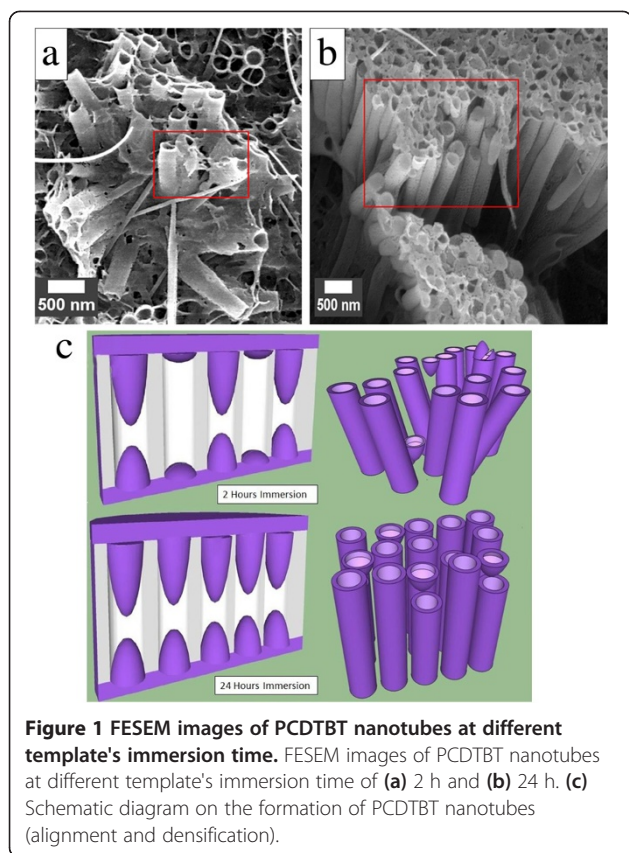 a
b
500 nm
500 nm
c
2 Hours Immersion
24 Hours Immersion
Figure 1 FESEM images of PCDTBT nanotubes at different
template's immersion time. FESEM images of PCDTBT nanotubes
at different template's immersion time of (a) 2 h and (b) 24 h. (c)
Schematic diagram on the formation of PCDTBT nanotubes
(alignment and densification).